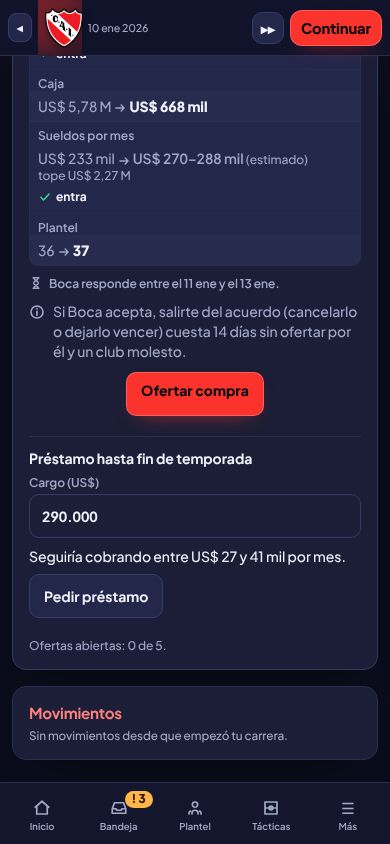 C.A.I.
10 ene 2026
Continuar
entra
Caja
US$ 5,78 M → US$ 668 mil
Sueldos por mes
US$ 233 mil → US$ 270–288 mil (estimado)
tope US$ 2,27 M
entra
Plantel
36 → 37
Boca responde entre el 11 ene y el 13 ene.
Si Boca acepta, salirte del acuerdo (cancelarlo
o dejarlo vencer) cuesta 14 días sin ofertar por
él y un club molesto.
Ofertar compra
Préstamo hasta fin de temporada
Cargo (US$)
290.000
Seguiría cobrando entre US$ 27 y 41 mil por mes.
Pedir préstamo
Ofertas abiertas: 0 de 5.
Movimientos
Sin movimientos desde que empezó tu carrera.
! 3
Inicio Bandeja Plantel Tácticas Más